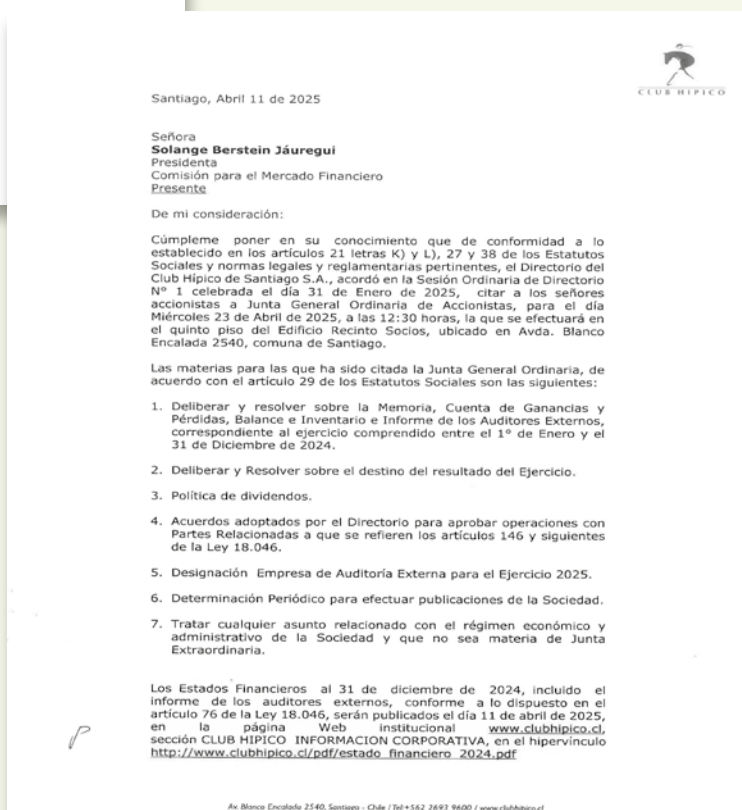 CLUB HIPICO
Santiago, Abril 11 de 2025
Señora
Solange Berstein Jáuregui
Presidenta
Comisión para el Mercado Financiero
Presente
De mi consideración:
Cúmpleme poner en su conocimiento que de conformidad a lo
establecido en los artículos 21 letras K) y L), 27 y 38 de los Estatutos
Sociales y normas legales y reglamentarias pertinentes, el Directorio del
Club Hípico de Santiago S.A., acordó en la Sesión Ordinaria de Directorio
N° 1 celebrada el día 31 de Enero de 2025, citar a los señores
accionistas a Junta General Ordinaria de Accionistas, para el día
Miércoles 23 de Abril de 2025, a las 12:30 horas, la que se efectuará en
el quinto piso del Edificio Recinto Socios, ubicado en Avda. Blanco
Encalada 2540, comuna de Santiago.
Las materias para las que ha sido citada la Junta General Ordinaria, de
acuerdo con el artículo 29 de los Estatutos Sociales son las siguientes:
1. Deliberar y resolver sobre la Memoria, Cuenta de Ganancias y
Pérdidas, Balance e Inventario e Informe de los Auditores Externos,
correspondiente al ejercicio comprendido entre el 1° de Enero y el
31 de Diciembre de 2024.
2. Deliberar y Resolver sobre el destino del resultado del Ejercicio.
3. Política de dividendos.
4. Acuerdos adoptados por el Directorio para aprobar operaciones con
Partes Relacionadas a que se refieren los artículos 146 y siguientes
de la Ley 18.046.
5. Designación Empresa de Auditoría Externa para el Ejercicio 2025.
6. Determinación Periódico para efectuar publicaciones de la Sociedad.
7. Tratar cualquier asunto relacionado con el régimen económico y
administrativo de la Sociedad y que no sea materia de Junta
Extraordinaria.
Los Estados Financieros al 31 de diciembre de 2024, incluido el
informe de los auditores externos, conforme a lo dispuesto en el
artículo 76 de la Ley 18.046, serán publicados el día 11 de abril de 2025,
en la página Web institucional www.clubhipico.cl,
sección CLUB HIPICO INFORMACION CORPORATIVA, en el hipervínculo
http://www.clubhipico.cl/pdf/estado_financiero_2024.pdf
Av. Blanco Encalada 2540, Santiago - Chile / Tel:+562 2693 9600 / www.clubhipico.cl